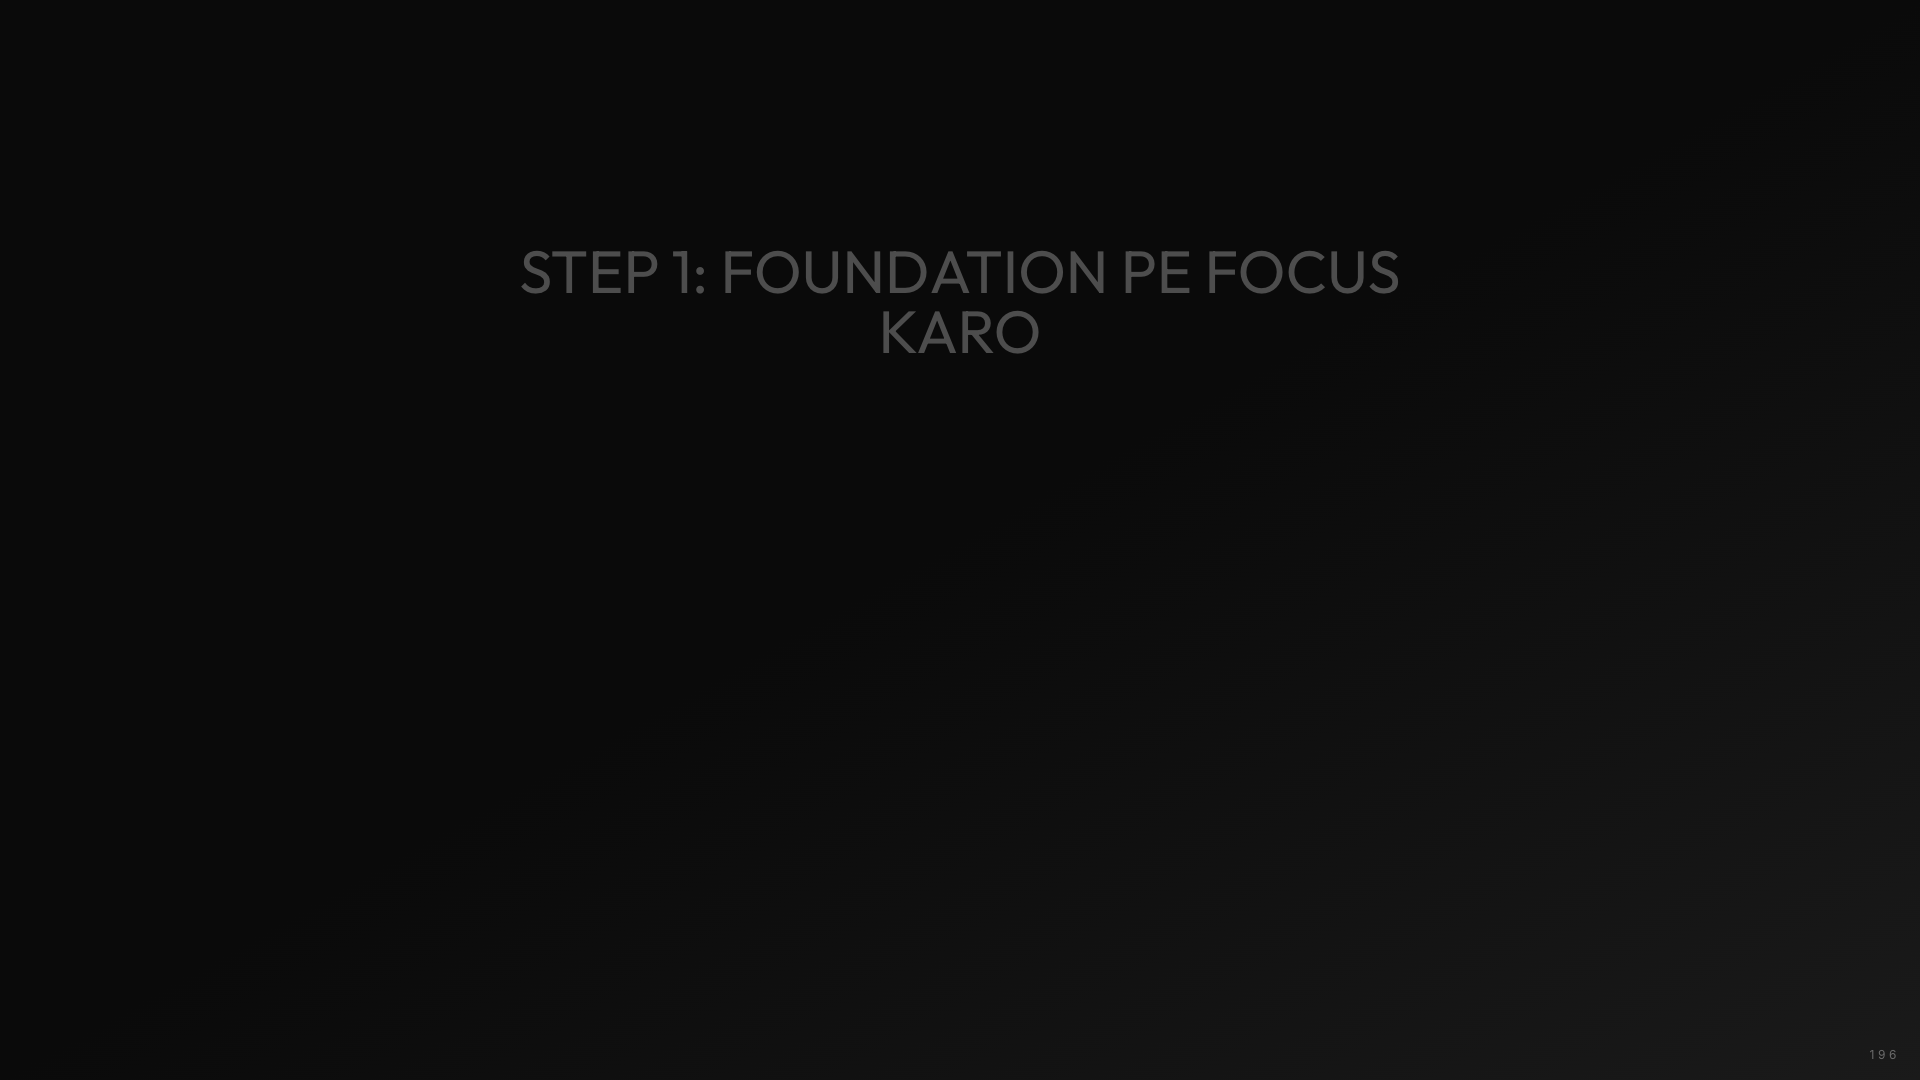 STEP 1: FOUNDATION PE FOCUS
KARO
196